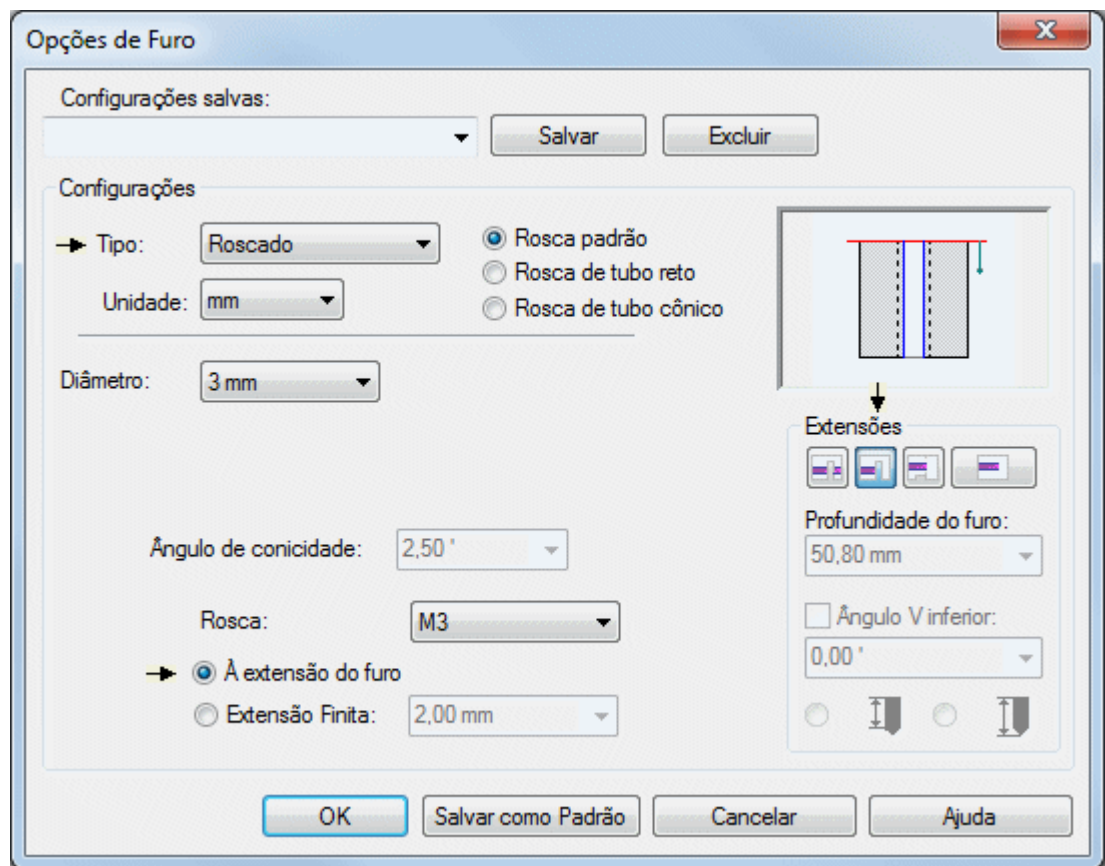 Opções de Furo
Configurações salvas:
Salvar
Excluir
Configurações
Tipo:
Roscado
Rosca padrão
Rosca de tubo reto
Rosca de tubo cônico
Unidade:
mm
Diâmetro:
3 mm
Extensões
Profundidade do furo:
50,80 mm
Ângulo de conicidade:
2,50 °
Ângulo V inferior:
0,00 °
Rosca:
M3
À extensão do furo
Extensão Finita:
2,00 mm
OK
Salvar como Padrão
Cancelar
Ajuda